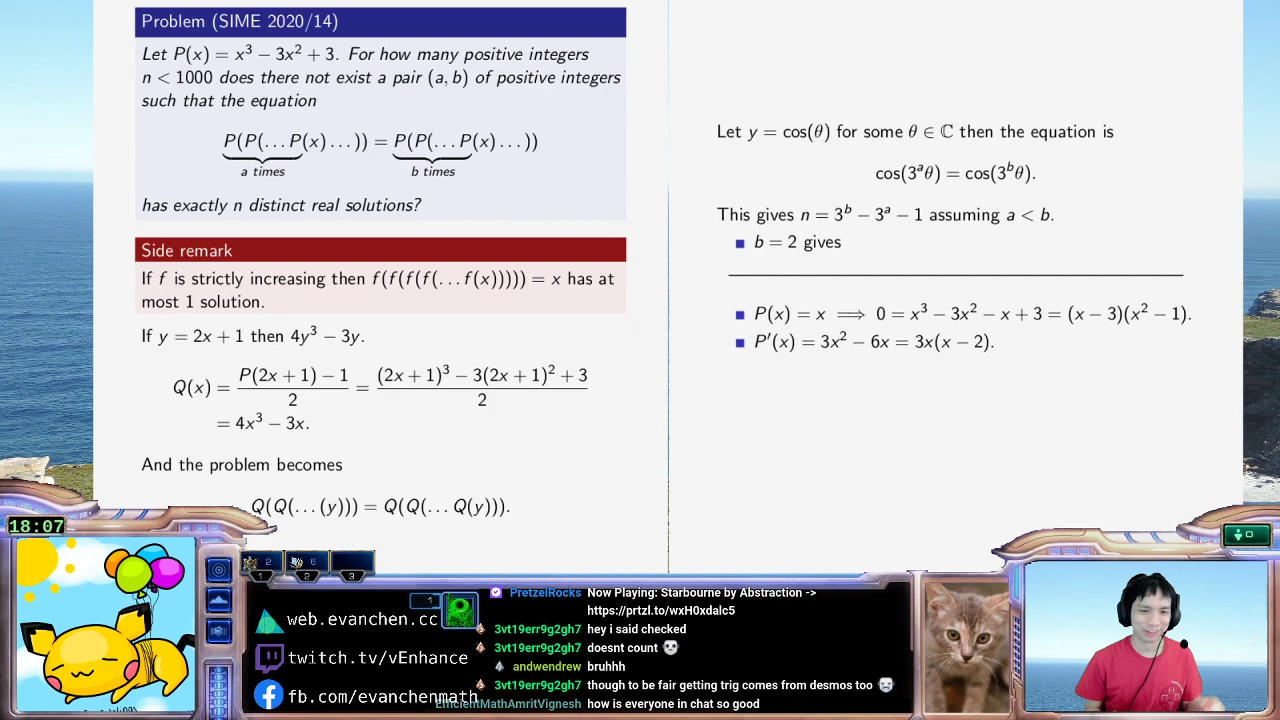 Problem (SIME 2020/14)
Let P(x) = x³ − 3x² + 3. For how many positive integers
n < 1000 does there not exist a pair (a, b) of positive integers
such that the equation
P(P(...P(x)...)) = P(P(...P(x)...))
a times b times
has exactly n distinct real solutions?
Side remark
If f is strictly increasing then f(f(f(f(...f(x))))) = x has at
most 1 solution.
If y = 2x + 1 then 4y³ − 3y.
Q(x) = P(2x + 1) − 1 / 2 = (2x + 1)³ − 3(2x + 1)² + 3 / 2
= 4x³ − 3x.
And the problem becomes
Q(Q(...(y))) = Q(Q(...Q(y))).
Let y = cos(θ) for some θ ∈ ℂ then the equation is
cos(3ᵃθ) = cos(3ᵇθ).
This gives n = 3ᵇ − 3ᵃ − 1 assuming a < b.
■ b = 2 gives
■ P(x) = x ⟹ 0 = x³ − 3x² − x + 3 = (x − 3)(x² − 1).
■ P′(x) = 3x² − 6x = 3x(x − 2).
18:07
2 6
1 2 3
1
web.evanchen.cc
twitch.tv/vEnhance
fb.com/evanchenmath
PretzelRocks Now Playing: Starbourne by Abstraction ->
https://prtzl.to/wxH0xdalc5
3vt19err9g2gh7 hey i said checked
3vt19err9g2gh7 doesnt count 💀
andwendrew bruhhh
3vt19err9g2gh7 though to be fair getting trig comes from desmos too
EfficientMathAmritVignesh how is everyone in chat so good